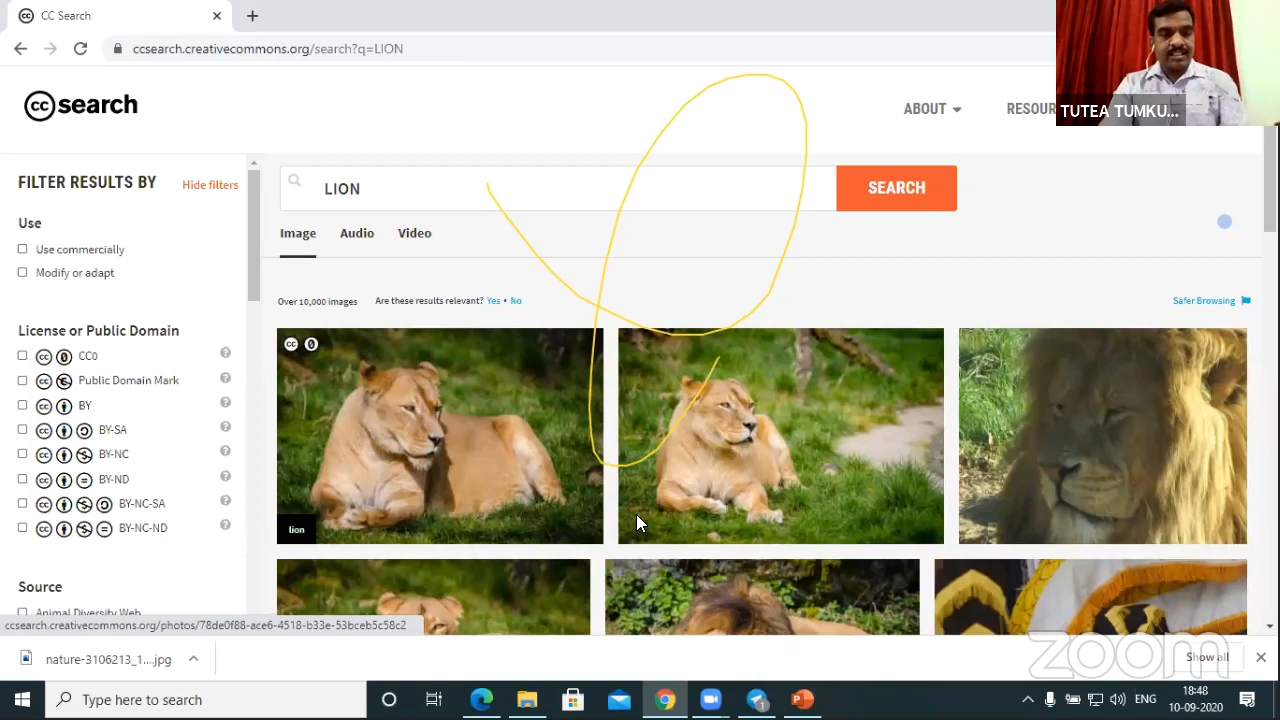 CC Search
ccsearch.creativecommons.org/search?q=LION
cc search
ABOUT
RESOUR
TUTEA TUMKU...
FILTER RESULTS BY
Hide filters
LION
SEARCH
Use
Use commercially
Modify or adapt
Image
Audio
Video
Over 10,000 images
Are these results relevant? Yes • No
Safer Browsing
License or Public Domain
CC0
Public Domain Mark
BY
BY-SA
BY-NC
BY-ND
BY-NC-SA
BY-NC-ND
lion
Source
Animal Diversity Web
ccsearch.creativecommons.org/photos/78de0f88-ace6-4518-b33e-53bceb5c58c2
nature-3106213_1....jpg
Show all
zoom
Type here to search
ENG
18:48
10-09-2020